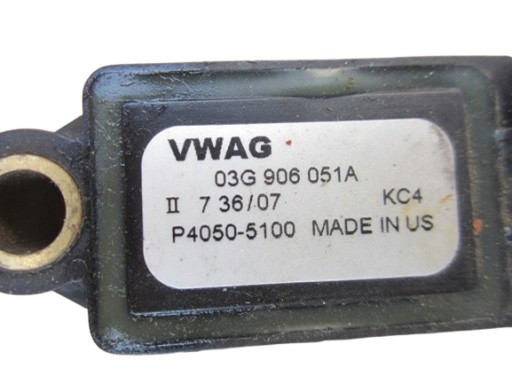 VWAG
03G 906 051A
II 7 36/07 KC4
P4050-5100 MADE IN US